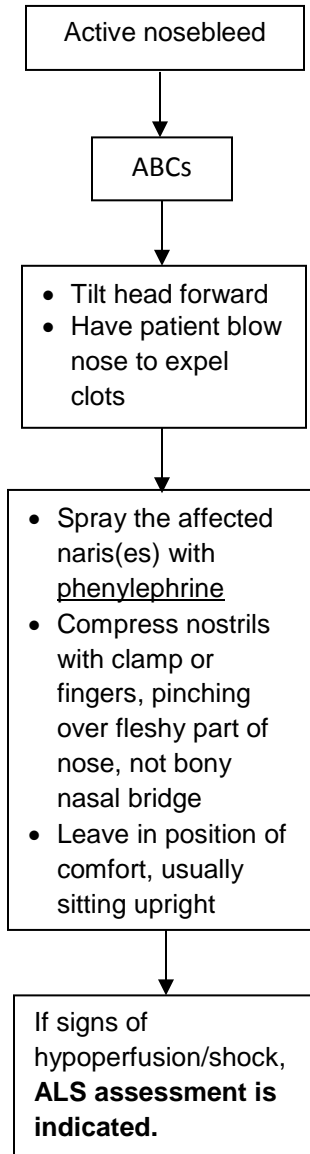 Active nosebleed
ABCs
• Tilt head forward
• Have patient blow
nose to expel
clots
• Spray the affected
naris(es) with
phenylephrine
• Compress nostrils
with clamp or
fingers, pinching
over fleshy part of
nose, not bony
nasal bridge
• Leave in position of
comfort, usually
sitting upright
If signs of
hypoperfusion/shock,
ALS assessment is
indicated.